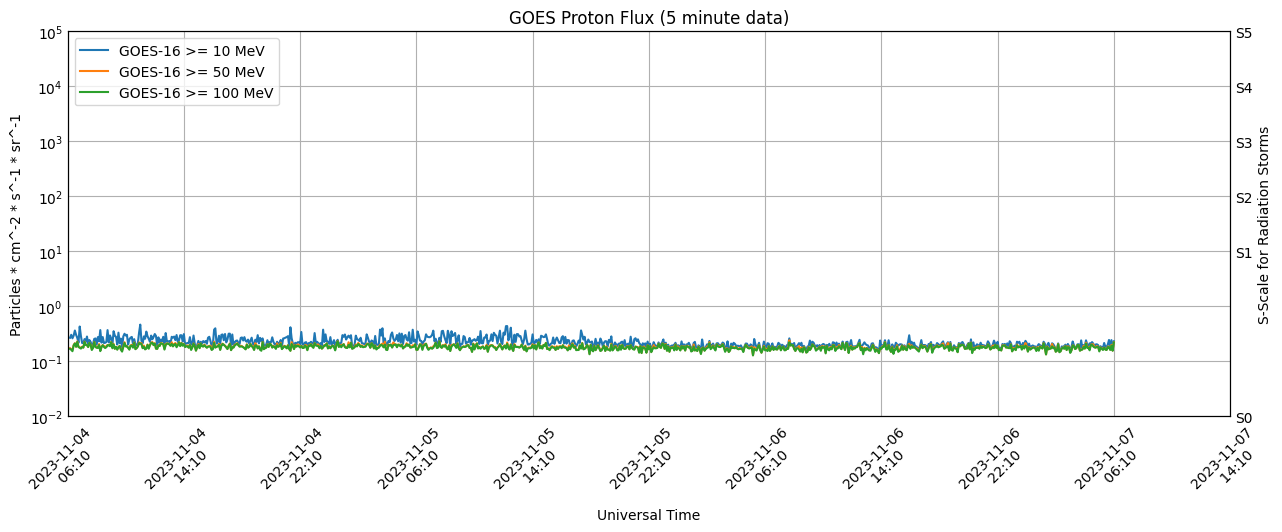 GOES Proton Flux (5 minute data)
GOES-16 >= 10 MeV
GOES-16 >= 50 MeV
GOES-16 >= 100 MeV
Particles * cm^-2 * s^-1 * sr^-1
10^5
10^4
10^3
10^2
10^1
10^0
10^-1
10^-2
S5
S4
S3
S2
S1
S0
S-Scale for Radiation Storms
2023-11-04
06:10
2023-11-04
14:10
2023-11-04
22:10
2023-11-05
06:10
2023-11-05
14:10
2023-11-05
22:10
2023-11-06
06:10
2023-11-06
14:10
2023-11-06
22:10
2023-11-07
06:10
2023-11-07
14:10
Universal Time